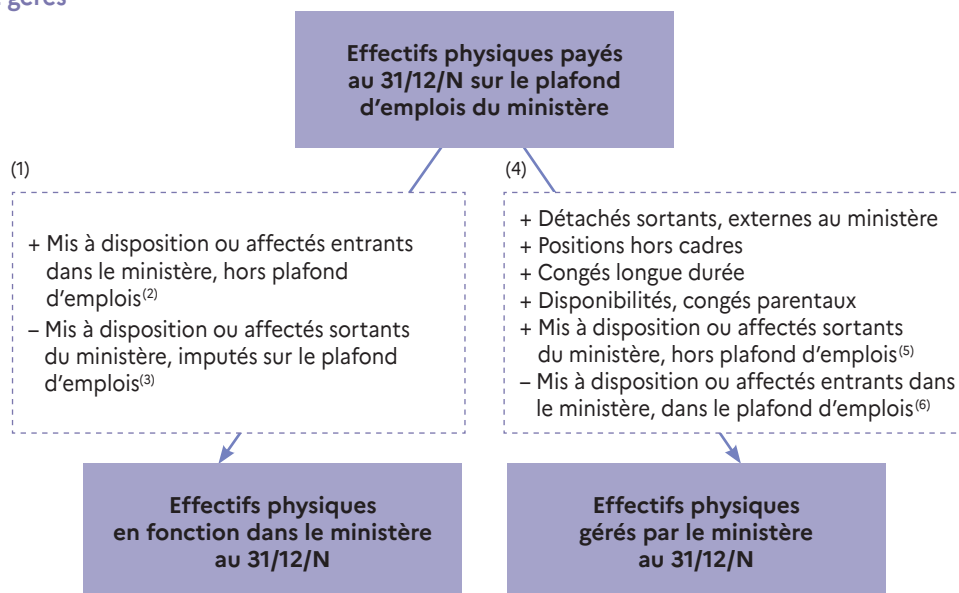 gérés
Effectifs physiques payés
au 31/12/N sur le plafond
d’emplois du ministère
(1)
+ Mis à disposition ou affectés entrants
dans le ministère, hors plafond
d’emplois(2)
– Mis à disposition ou affectés sortants
du ministère, imputés sur le plafond
d’emplois(3)
(4)
+ Détachés sortants, externes au ministère
+ Positions hors cadres
+ Congés longue durée
+ Disponibilités, congés parentaux
+ Mis à disposition ou affectés sortants
du ministère, hors plafond d’emplois(5)
– Mis à disposition ou affectés entrants dans
le ministère, dans le plafond d’emplois(6)
Effectifs physiques
en fonction dans le ministère
au 31/12/N
Effectifs physiques
gérés par le ministère
au 31/12/N